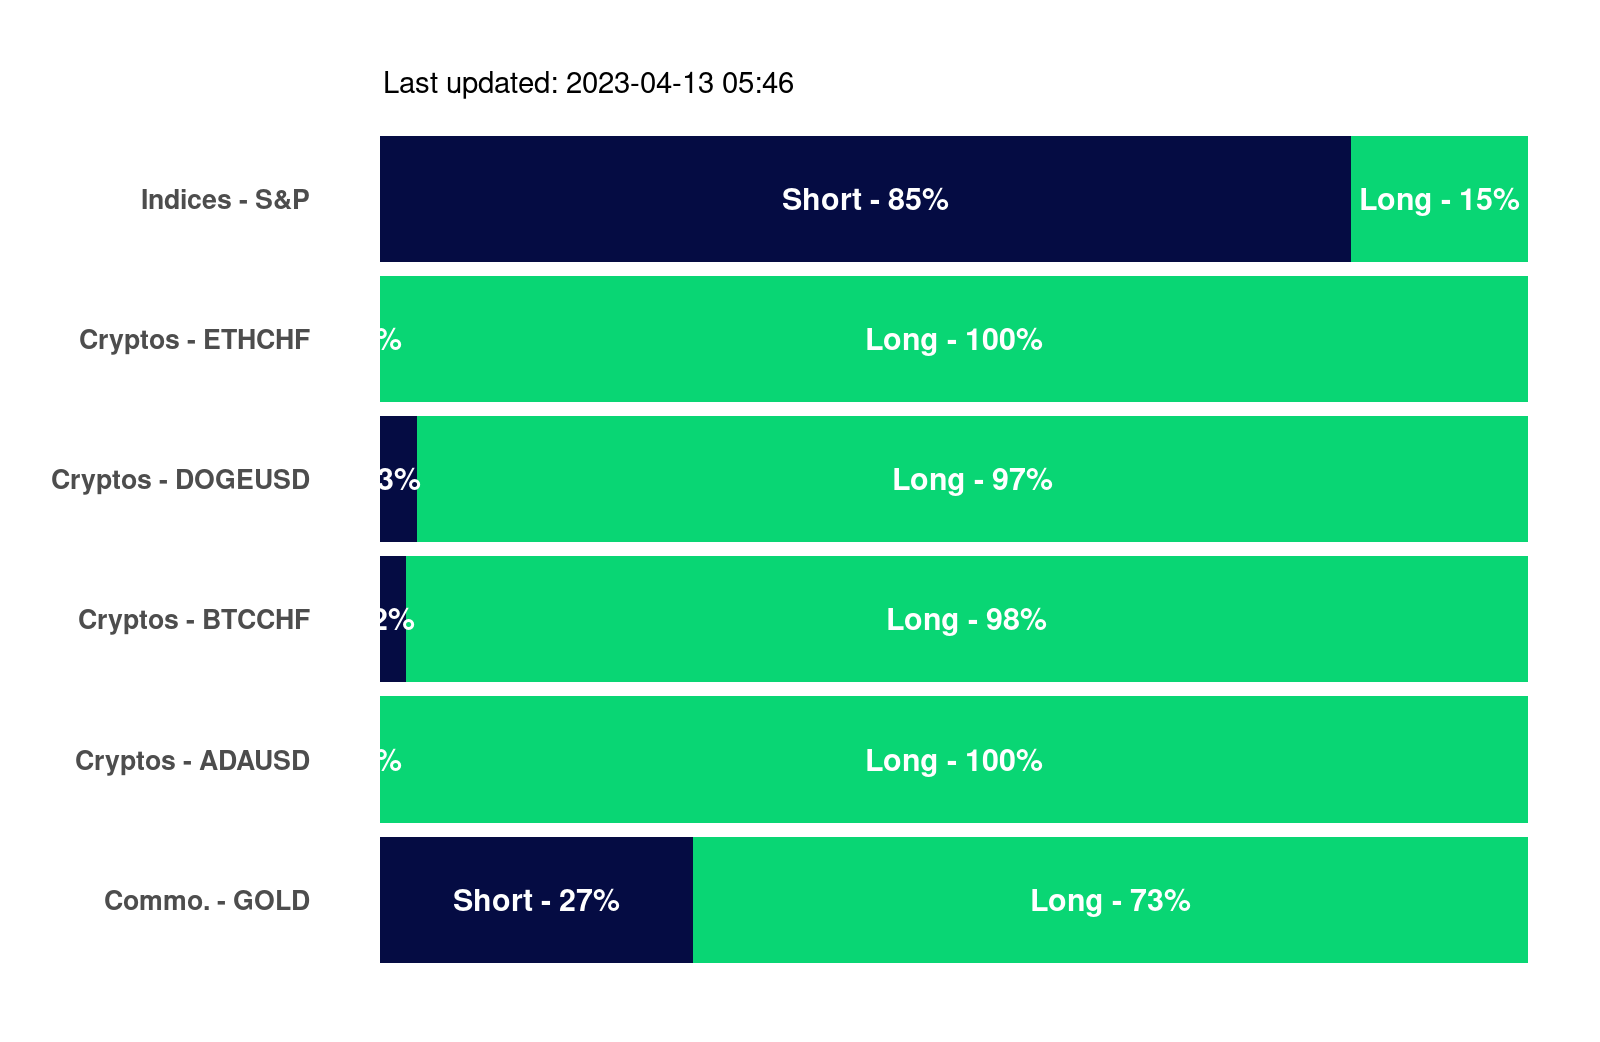 Last updated: 2023-04-13 05:46
Indices - S&P Short - 85% Long - 15%
Cryptos - ETHCHF % Long - 100%
Cryptos - DOGEUSD 3% Long - 97%
Cryptos - BTCCHF 2% Long - 98%
Cryptos - ADAUSD % Long - 100%
Commo. - GOLD Short - 27% Long - 73%